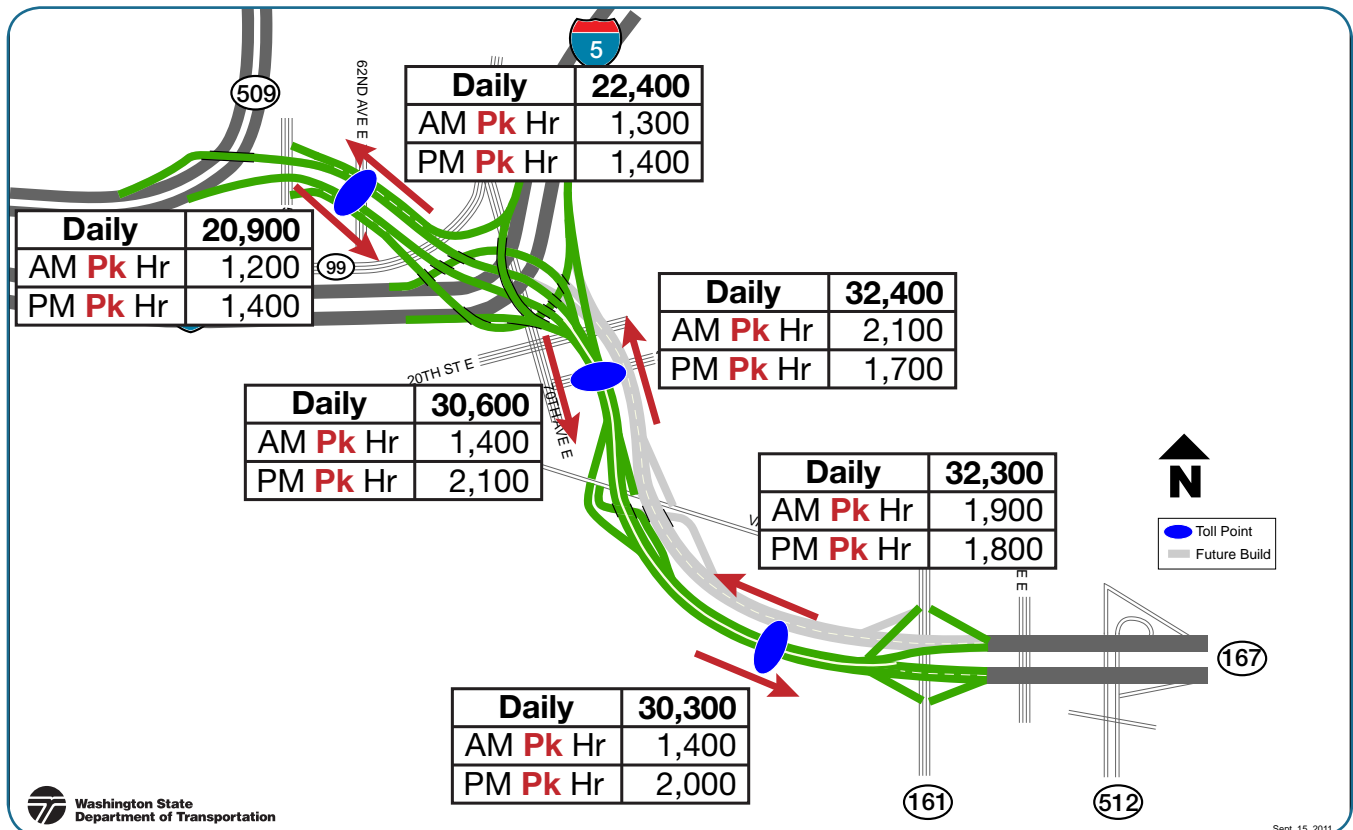 5
509
62ND AVE E
Daily 22,400
AM Pk Hr 1,300
PM Pk Hr 1,400
Daily 20,900
AM Pk Hr 1,200
PM Pk Hr 1,400
99
Daily 32,400
AM Pk Hr 2,100
PM Pk Hr 1,700
20TH ST E
70TH AVE E
Daily 30,600
AM Pk Hr 1,400
PM Pk Hr 2,100
Daily 32,300
AM Pk Hr 1,900
PM Pk Hr 1,800
N
Toll Point
Future Build
E
167
Daily 30,300
AM Pk Hr 1,400
PM Pk Hr 2,000
161
512
Washington State
Department of Transportation
Sept. 15, 2011